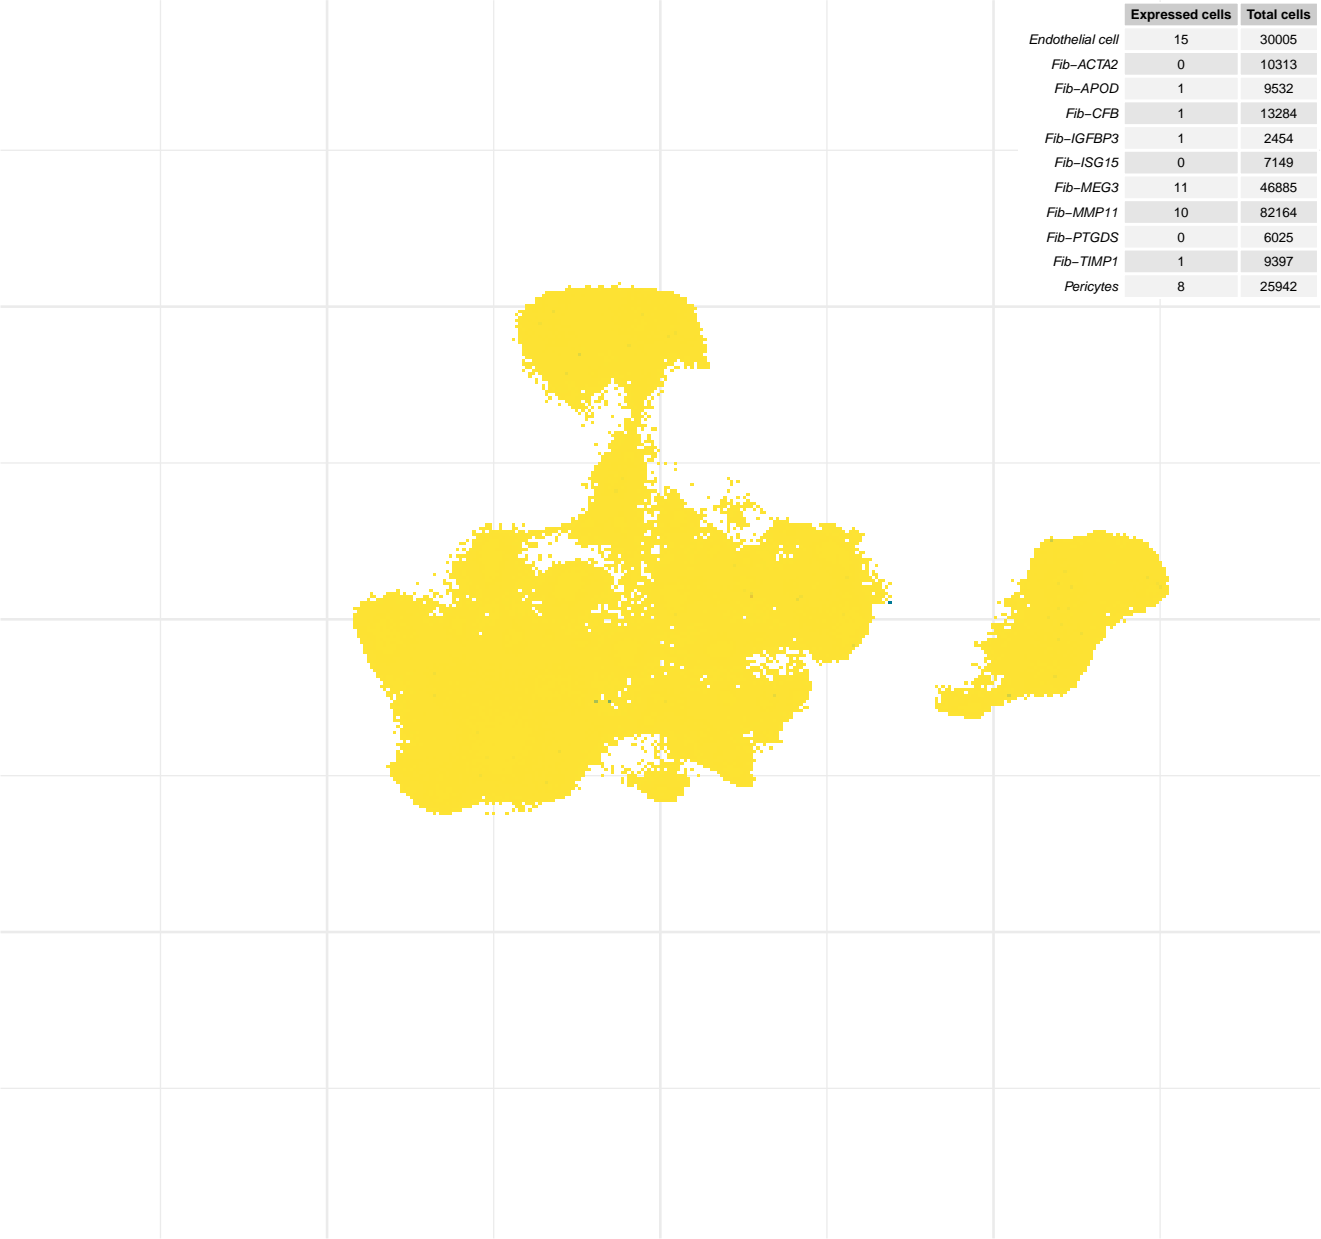 Expressed cells Total cells
Endothelial cell 15 30005
Fib−ACTA2 0 10313
Fib−APOD 1 9532
Fib−CFB 1 13284
Fib−IGFBP3 1 2454
Fib−ISG15 0 7149
Fib−MEG3 11 46885
Fib−MMP11 10 82164
Fib−PTGDS 0 6025
Fib−TIMP1 1 9397
Pericytes 8 25942